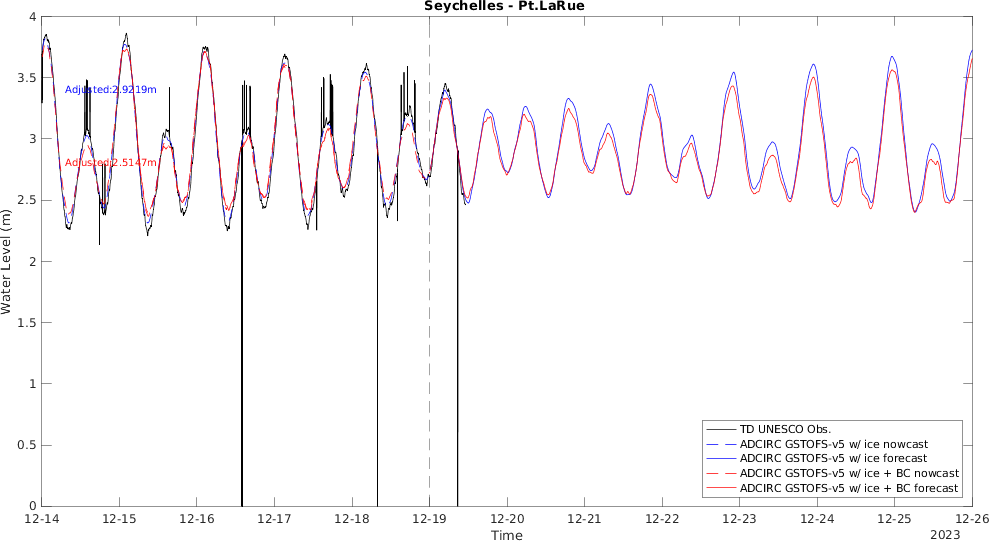 Seychelles - Pt.LaRue
Water Level (m)
4
3.5
3
2.5
2
1.5
1
0.5
0
Adjusted:2.9219m
Adjusted:2.5147m
TD UNESCO Obs.
ADCIRC GSTOFS-v5 w/ ice nowcast
ADCIRC GSTOFS-v5 w/ ice forecast
ADCIRC GSTOFS-v5 w/ ice + BC nowcast
ADCIRC GSTOFS-v5 w/ ice + BC forecast
12-14 12-15 12-16 12-17 12-18 12-19 12-20 12-21 12-22 12-23 12-24 12-25 12-26
Time
2023